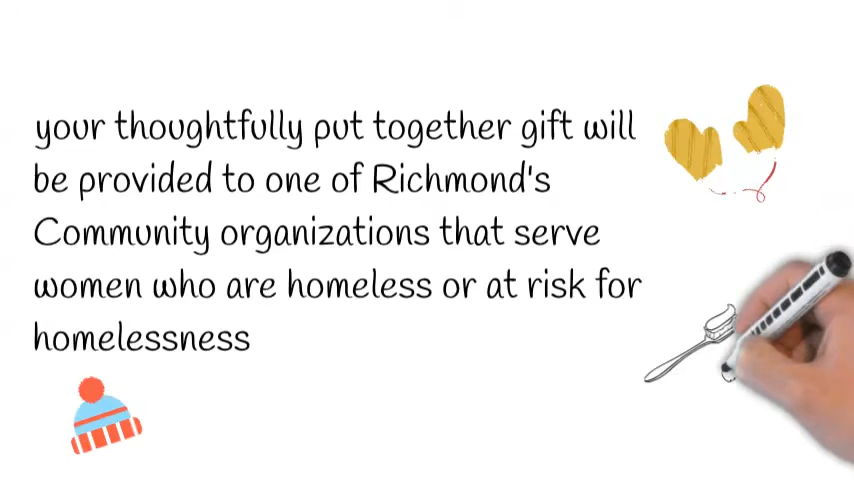 your thoughtfully put together gift will
be provided to one of Richmond's
Community organizations that serve
women who are homeless or at risk for
homelessness